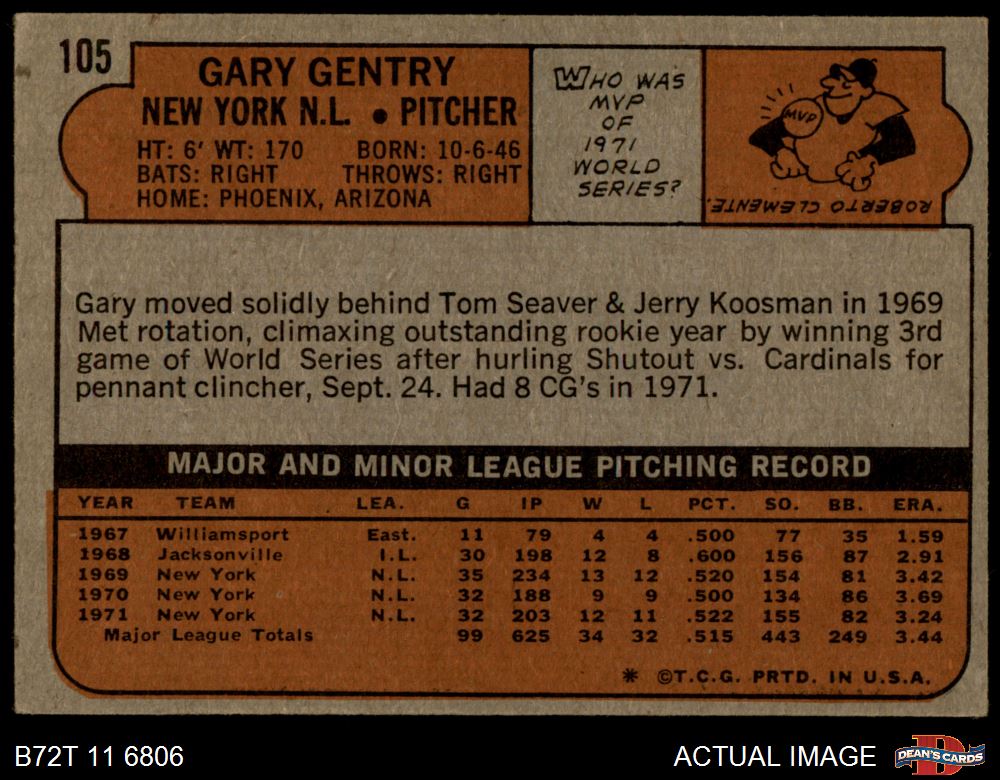 105
GARY GENTRY
NEW YORK N.L. • PITCHER
HT: 6' WT: 170 BORN: 10-6-46
BATS: RIGHT THROWS: RIGHT
HOME: PHOENIX, ARIZONA
WHO WAS
MVP
OF
1971
WORLD
SERIES?
MVP
ROBERTO CLEMENTE.
Gary moved solidly behind Tom Seaver & Jerry Koosman in 1969
Met rotation, climaxing outstanding rookie year by winning 3rd
game of World Series after hurling Shutout vs. Cardinals for
pennant clincher, Sept. 24. Had 8 CG's in 1971.
MAJOR AND MINOR LEAGUE PITCHING RECORD
YEAR TEAM LEA. G IP W L PCT. SO. BB. ERA.
1967 Williamsport East. 11 79 4 4 .500 77 35 1.59
1968 Jacksonville I.L. 30 198 12 8 .600 156 87 2.91
1969 New York N.L. 35 234 13 12 .520 154 81 3.42
1970 New York N.L. 32 188 9 9 .500 134 86 3.69
1971 New York N.L. 32 203 12 11 .522 155 82 3.24
Major League Totals 99 625 34 32 .515 443 249 3.44
* ©T.C.G. PRTD. IN U.S.A.
B72T 11 6806
ACTUAL IMAGE
D
DEAN'S CARDS